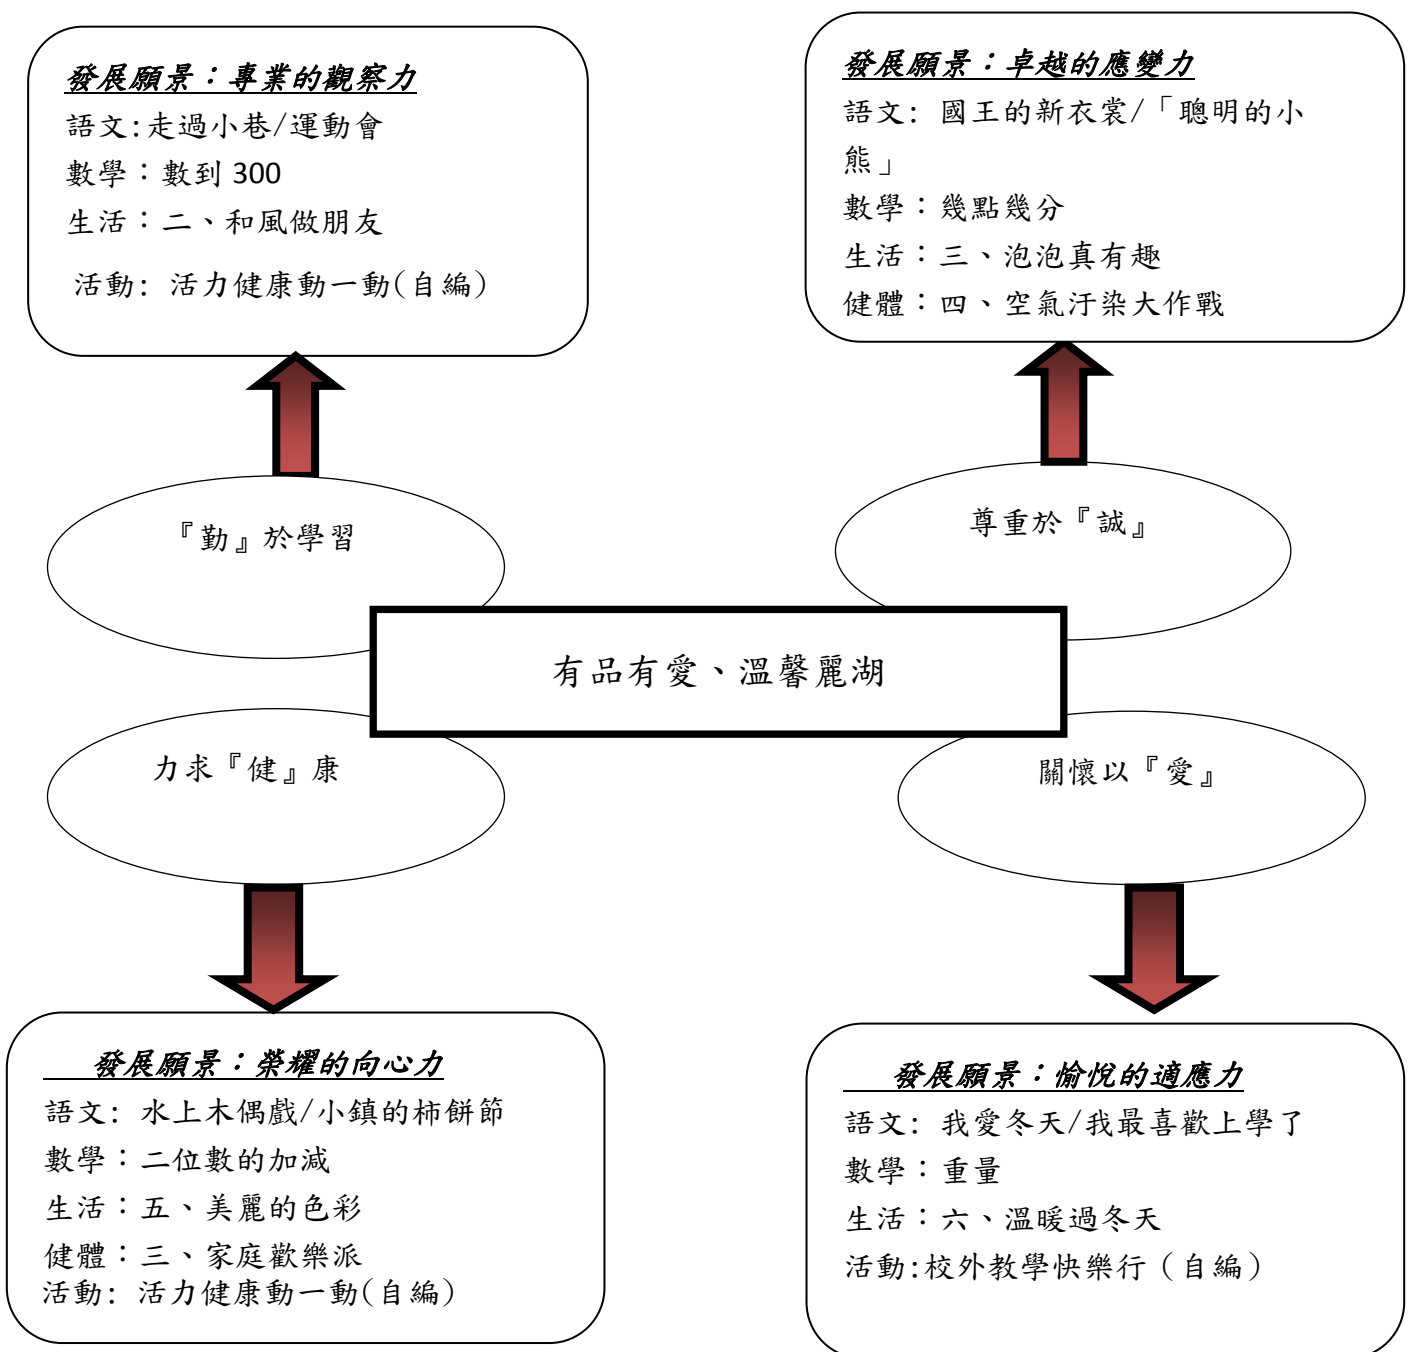 發展願景：專業的觀察力
語文:走過小巷/運動會
數學：數到 300
生活：二、和風做朋友
活動: 活力健康動一動(自編)
發展願景：卓越的應變力
語文: 國王的新衣裳/「聰明的小
熊」
數學：幾點幾分
生活：三、泡泡真有趣
健體：四、空氣汙染大作戰
『勤』於學習
尊重於『誠』
有品有愛、溫馨麗湖
力求『健』康
關懷以『愛』
發展願景：榮耀的向心力
語文: 水上木偶戲/小鎮的柿餅節
數學：二位數的加減
生活：五、美麗的色彩
健體：三、家庭歡樂派
活動: 活力健康動一動(自編)
發展願景：愉悅的適應力
語文: 我愛冬天/我最喜歡上學了
數學：重量
生活：六、溫暖過冬天
活動:校外教學快樂行（自編）